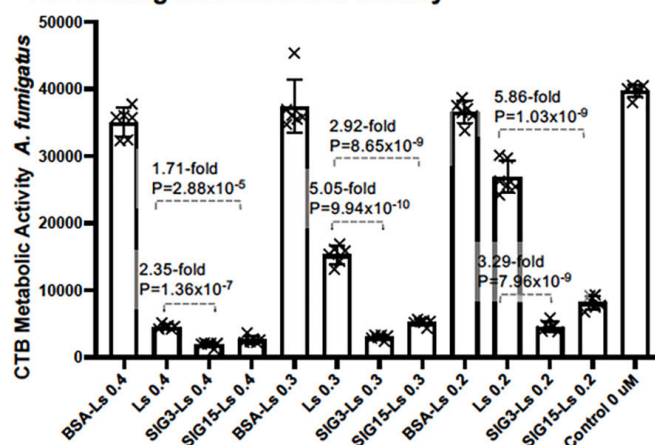 CTB Metabolic Activity A. fumigatus
50000
40000
30000
20000
10000
0
1.71-fold
P=2.88x10-5
2.35-fold
P=1.36x10-7
2.92-fold
P=8.65x10-9
5.05-fold
P=9.94x10-10
5.86-fold
P=1.03x10-9
3.29-fold
P=7.96x10-9
BSA-Ls 0.4
Ls 0.4
SIG3-Ls 0.4
SIG15-Ls 0.4
BSA-Ls 0.3
Ls 0.3
SIG3-Ls 0.3
SIG15-Ls 0.3
BSA-Ls 0.2
Ls 0.2
SIG3-Ls 0.2
SIG15-Ls 0.2
Control 0 uM